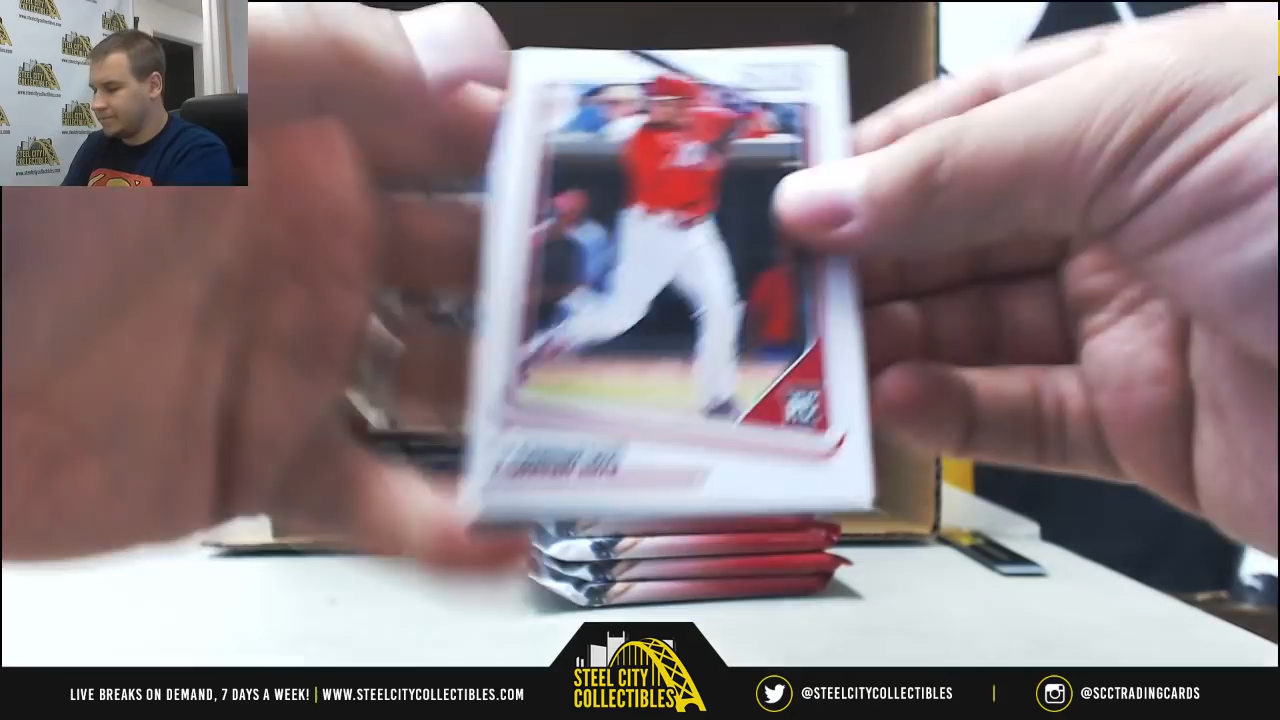 STEEL CITY
COLLECTIBLES
LIVE BREAKS ON DEMAND, 7 DAYS A WEEK! | WWW.STEELCITYCOLLECTIBLES.COM
@STEELCITYCOLLECTIBLES | @SCCTRADINGCARDS